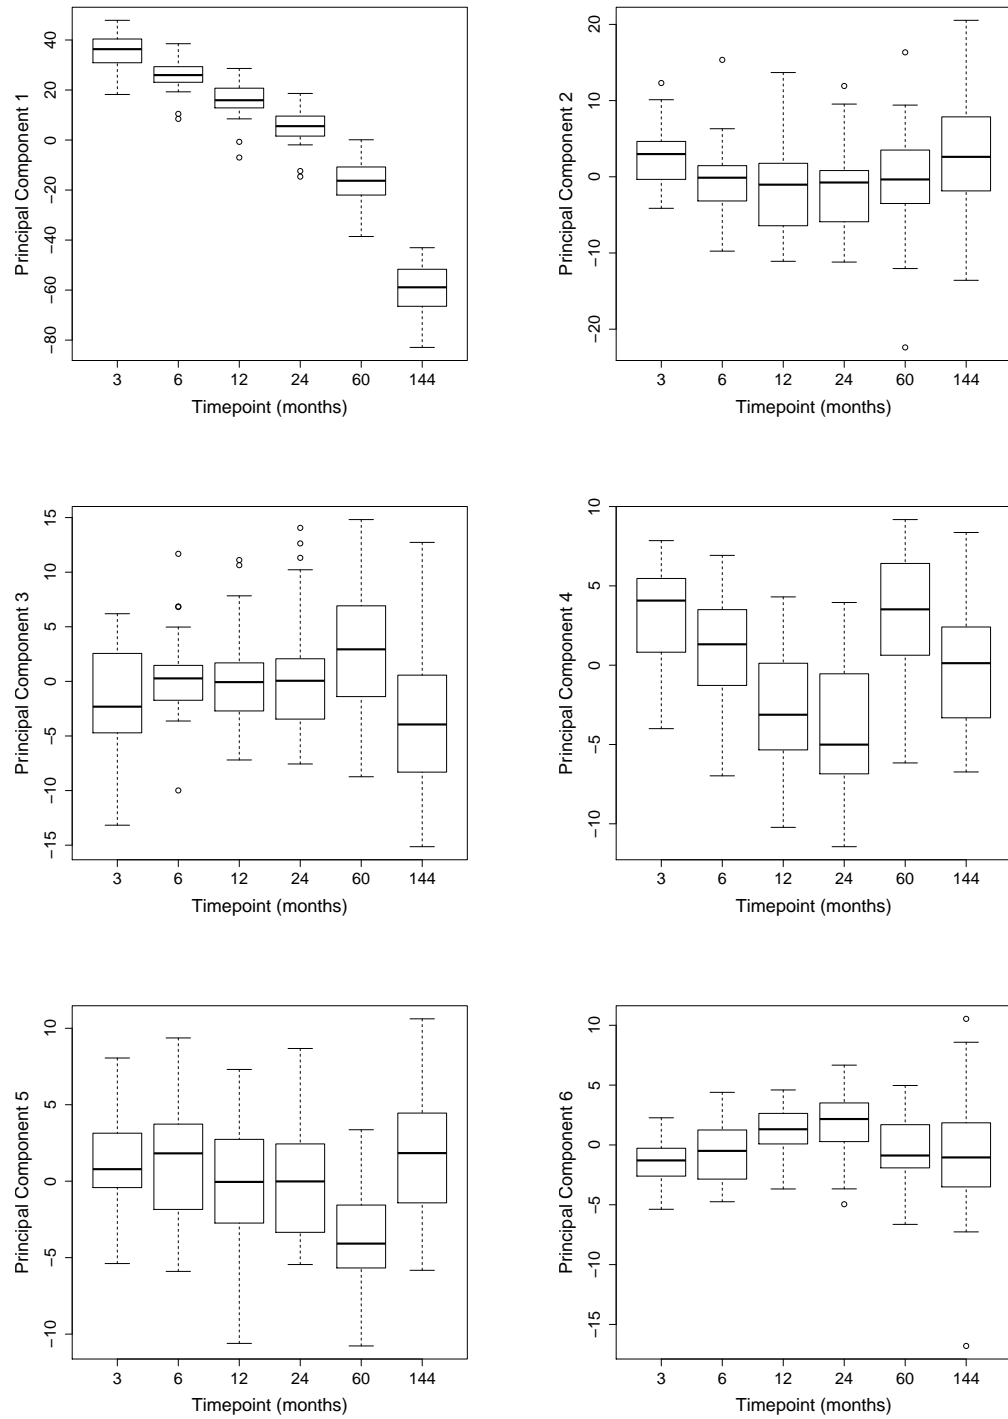 Principal Component 1
40
20
0
−20
−40
−60
−80
3 6 12 24 60 144
Timepoint (months)
Principal Component 2
20
10
0
−10
−20
3 6 12 24 60 144
Timepoint (months)
Principal Component 3
15
10
5
0
−5
−10
−15
3 6 12 24 60 144
Timepoint (months)
Principal Component 4
10
5
0
−5
−10
3 6 12 24 60 144
Timepoint (months)
Principal Component 5
10
5
0
−5
−10
3 6 12 24 60 144
Timepoint (months)
Principal Component 6
10
5
0
−5
−10
−15
3 6 12 24 60 144
Timepoint (months)